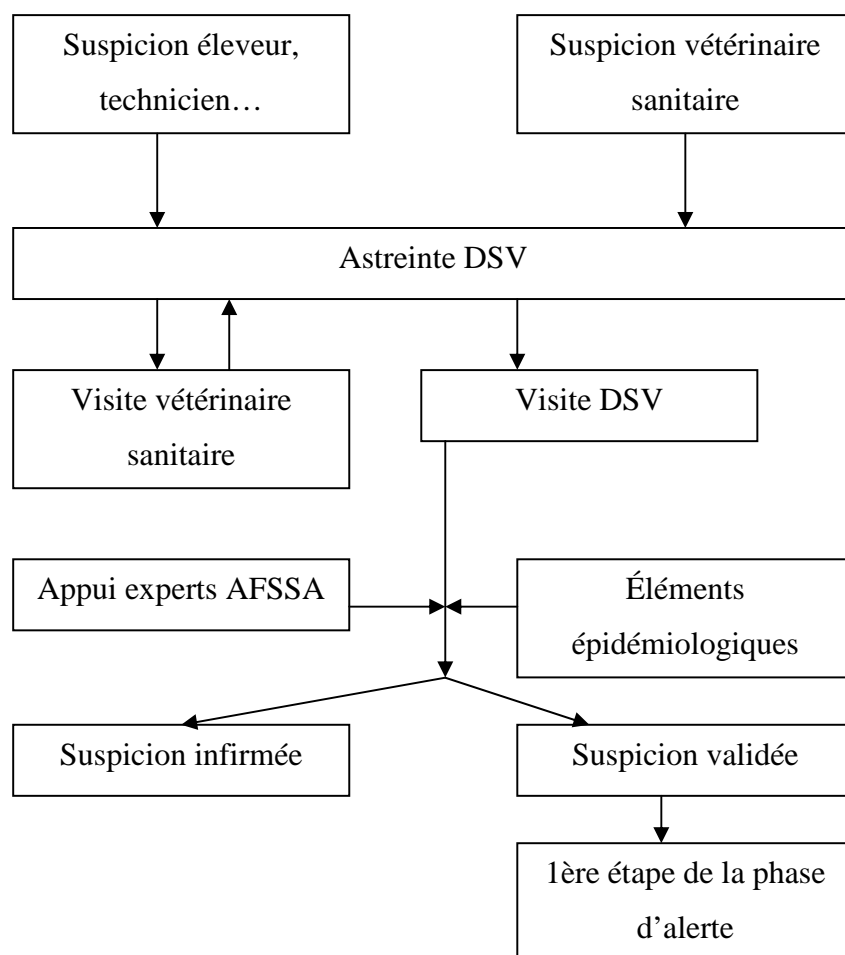 Suspicion éleveur,
technicien…
Suspicion vétérinaire
sanitaire
Astreinte DSV
Visite vétérinaire
sanitaire
Visite DSV
Appui experts AFSSA
Éléments
épidémiologiques
Suspicion infirmée
Suspicion validée
1ère étape de la phase
d’alerte